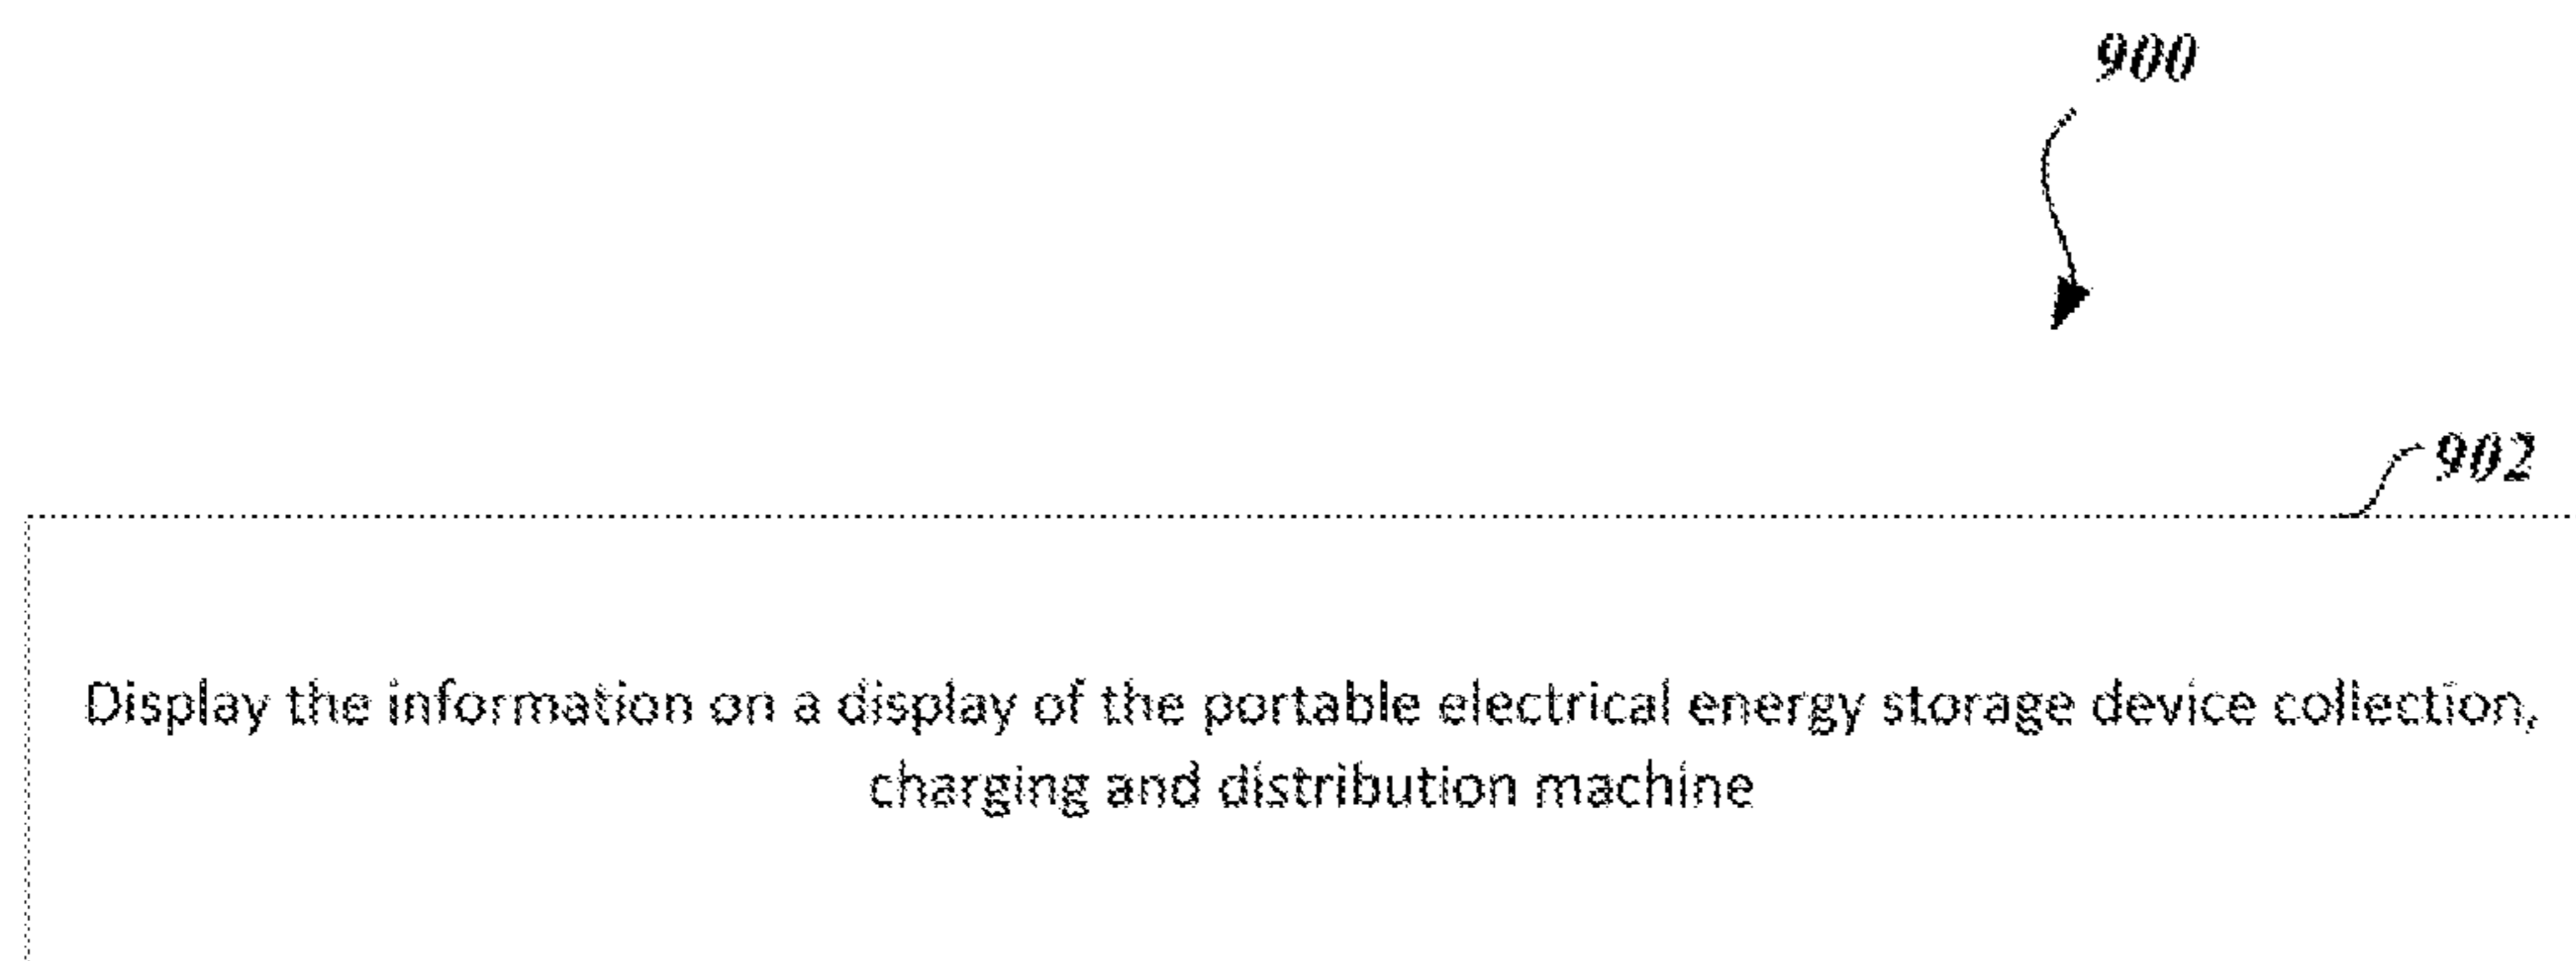 900
902
Display the information on a display of the portable electrical energy storage device collection,
charging and distribution machine